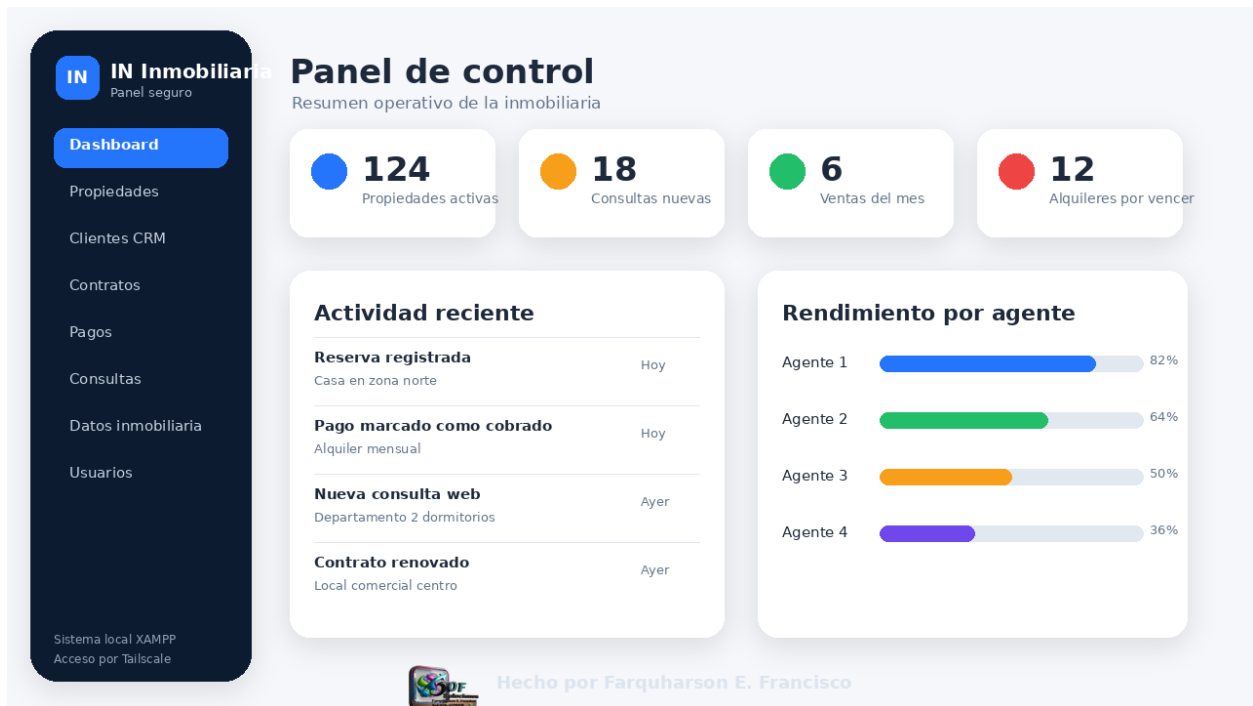 IN
IN Inmobiliaria
Panel seguro
Dashboard
Propiedades
Clientes CRM
Contratos
Pagos
Consultas
Datos inmobiliaria
Usuarios
Sistema local XAMPP
Acceso por Tailscale
Panel de control
Resumen operativo de la inmobiliaria
124
Propiedades activas
18
Consultas nuevas
6
Ventas del mes
12
Alquileres por vencer
Actividad reciente
Reserva registrada
Hoy
Casa en zona norte
Pago marcado como cobrado
Hoy
Alquiler mensual
Nueva consulta web
Ayer
Departamento 2 dormitorios
Contrato renovado
Ayer
Local comercial centro
Rendimiento por agente
Agente 1 82%
Agente 2 64%
Agente 3 50%
Agente 4 36%
Hecho por Farquharson E. Francisco